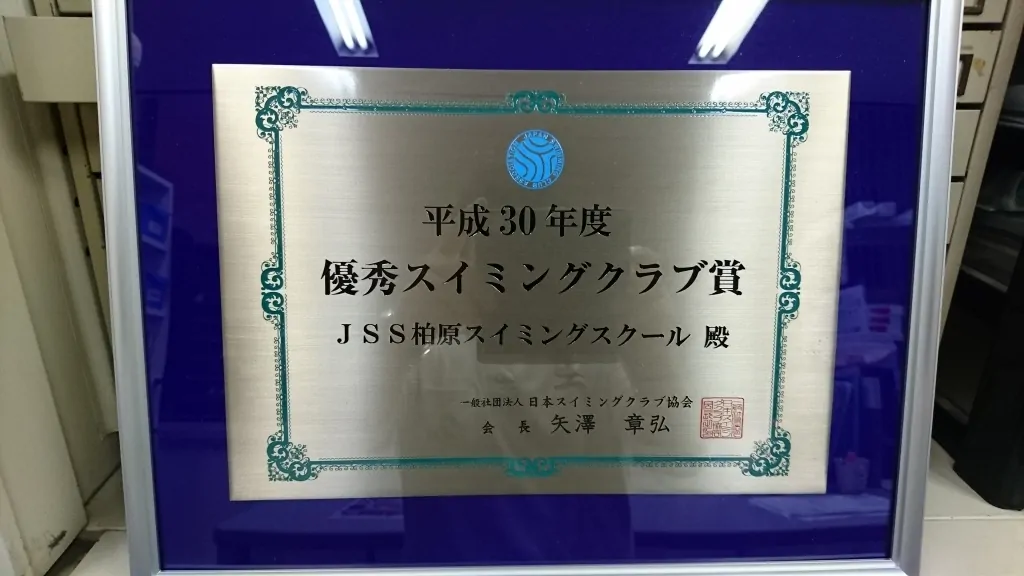 平成30年度
優秀スイミングクラブ賞
JSS柏原スイミングスクール 殿
一般社団法人 日本スイミングクラブ協会
会 長 矢澤 章弘